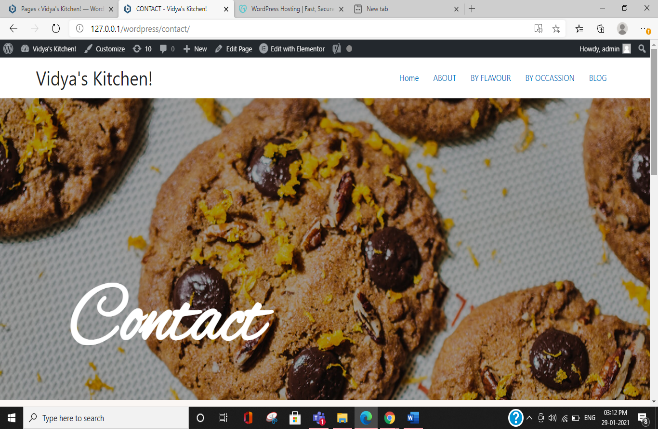 Pages ‹ Vidya's Kitchen! — Word
CONTACT - Vidya's Kitchen!
WordPress Hosting | Fast, Secure
New tab
127.0.0.1/wordpress/contact/
Vidya's Kitchen!
Customize
10
0
New
Edit Page
Edit with Elementor
Howdy, admin
Vidya's Kitchen!
Home
ABOUT
BY FLAVOUR
BY OCCASSION
BLOG
Contact
Type here to search
ENG
03:12 PM
29-01-2021